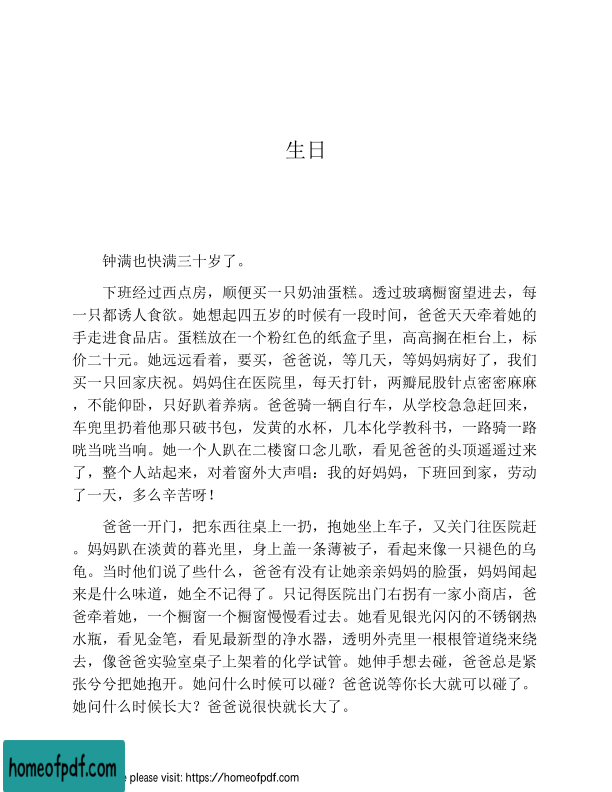 生日
钟满也快满三十岁了。
下班经过西点房，顺便买一只奶油蛋糕。透过玻璃橱窗望进去，每
一只都诱人食欲。她想起四五岁的时候有一段时间，爸爸天天牵着她的
手走进食品店。蛋糕放在一个粉红色的纸盒子里，高高搁在柜台上，标
价二十元。她远远看着，要买，爸爸说，等几天，等妈妈病好了，我们
买一只回家庆祝。妈妈住在医院里，每天打针，两瓣屁股针点密密麻麻
，不能仰卧，只好趴着养病。爸爸骑一辆自行车，从学校急急赶回来，
车兜里扔着他那只破书包，发黄的水杯，几本化学教科书，一路骑一路
咣当咣当响。她一个人趴在二楼窗口念儿歌，看见爸爸的头顶遥遥过来
了，整个人站起来，对着窗外大声唱：我的好妈妈，下班回到家，劳动
了一天，多么辛苦呀！
爸爸一开门，把东西往桌上一扔，抱她坐上车子，又关门往医院赶
。妈妈趴在淡黄的暮光里，身上盖一条薄被子，看起来像一只褪色的乌
龟。当时他们说了些什么，爸爸有没有让她亲亲妈妈的脸蛋，妈妈闻起
来是什么味道，她全不记得了。只记得医院出门右拐有一家小商店，爸
爸牵着她，一个橱窗一个橱窗慢慢看过去。她看见银光闪闪的不锈钢热
水瓶，看见金笔，看见最新型的净水器，透明外壳里一根根管道绕来绕
去，像爸爸实验室桌子上架着的化学试管。她伸手想去碰，爸爸总是紧
张兮兮把她抱开。她问什么时候可以碰？爸爸说等你长大就可以碰了。
她问什么时候长大？爸爸说很快就长大了。
homeofpdf.com
e please visit: https://homeofpdf.com